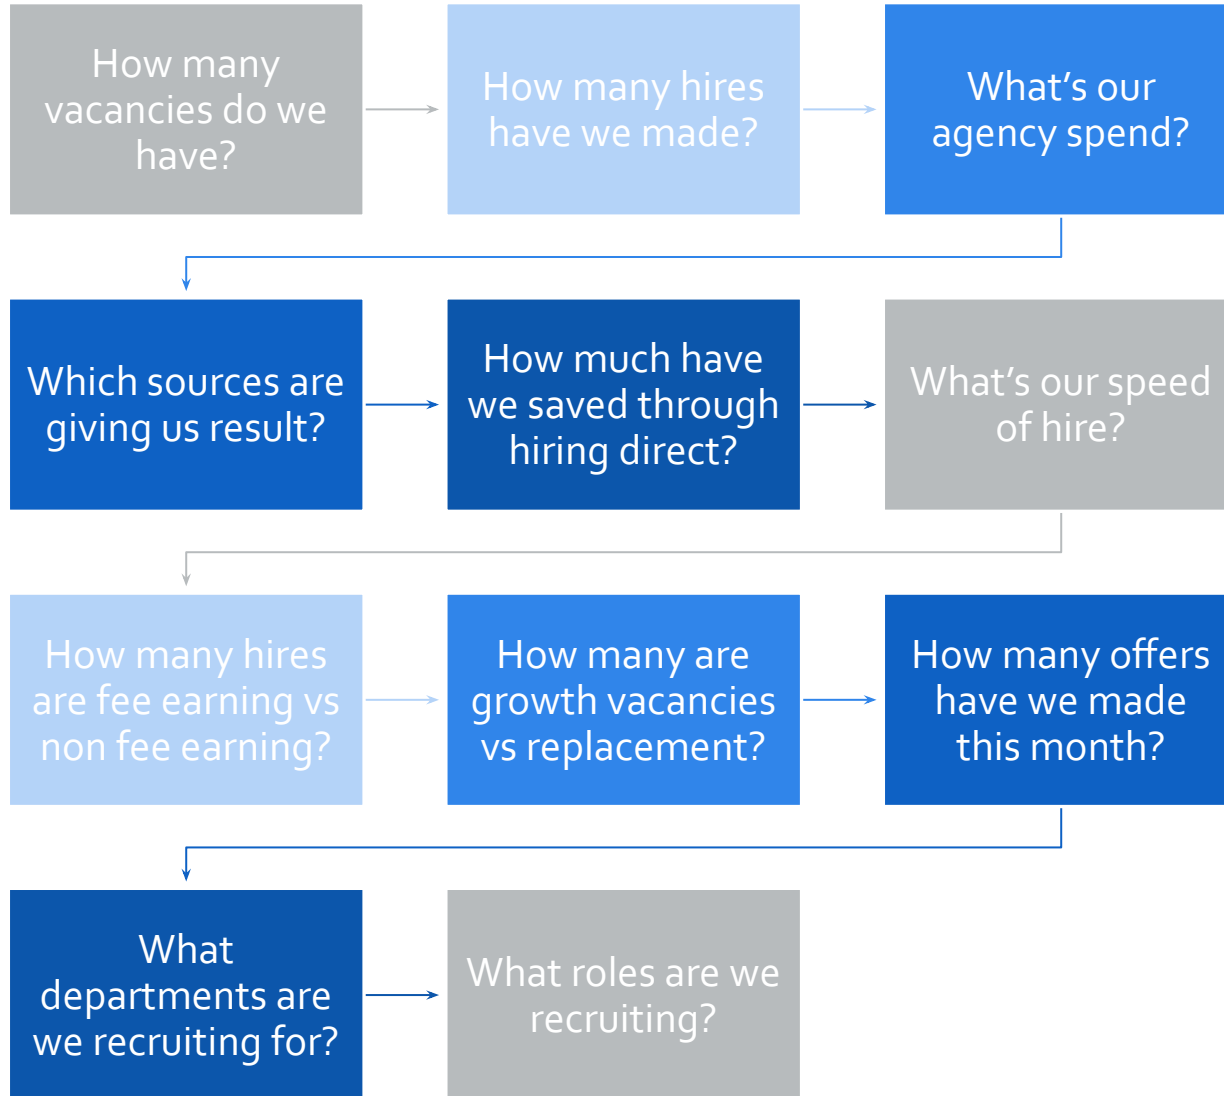 How many
vacancies do we
have?
How many hires
have we made?
What's our
agency spend?
Which sources are
giving us result?
How much have
we saved through
hiring direct?
What's our speed
of hire?
How many hires
are fee earning vs
non fee earning?
How many are
growth vacancies
vs replacement?
How many offers
have we made
this month?
What
departments are
we recruiting for?
What roles are we
recruiting?